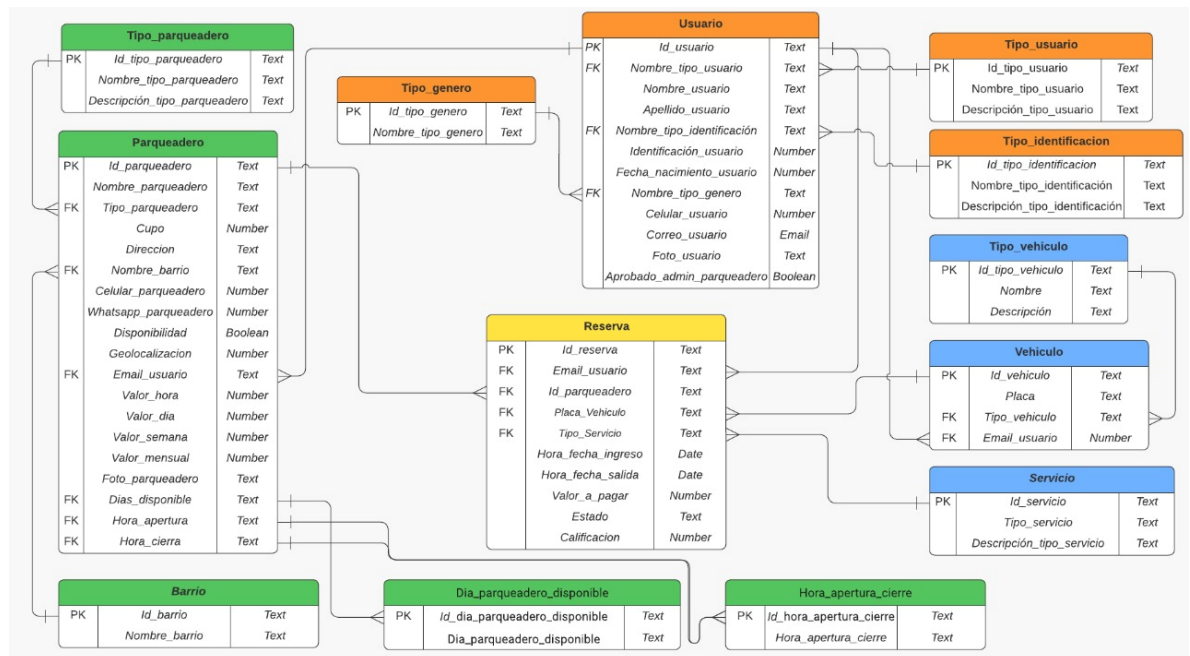 Tipo_parqueadero
PK Id_tipo_parqueadero Text
Nombre_tipo_parqueadero Text
Descripción_tipo_parqueadero Text
Usuario
PK Id_usuario Text
FK Nombre_tipo_usuario Text
Nombre_usuario Text
Apellido_usuario Text
FK Nombre_tipo_identificación Text
Identificación_usuario Number
Fecha_nacimiento_usuario Number
FK Nombre_tipo_genero Text
Celular_usuario Number
Correo_usuario Email
Foto_usuario Text
Aprobado_admin_parqueadero Boolean
Tipo_usuario
PK Id_tipo_usuario Text
Nombre_tipo_usuario Text
Descripción_tipo_usuario Text
Tipo_genero
PK Id_tipo_genero Text
Nombre_tipo_genero Text
Parqueadero
PK Id_parqueadero Text
Nombre_parqueadero Text
FK Tipo_parqueadero Text
Cupo Number
Direccion Text
FK Nombre_barrio Text
Celular_parqueadero Number
Whatsapp_parqueadero Number
Disponibilidad Boolean
Geolocalizacion Number
FK Email_usuario Text
Valor_hora Number
Valor_dia Number
Valor_semana Number
Valor_mensual Number
Foto_parqueadero Text
FK Dias_disponible Text
FK Hora_apertura Text
FK Hora_cierra Text
Tipo_identificacion
PK Id_tipo_identificacion Text
Nombre_tipo_identificación Text
Descripción_tipo_identificación Text
Tipo_vehiculo
PK Id_tipo_vehiculo Text
Nombre Text
Descripción Text
Reserva
PK Id_reserva Text
FK Email_usuario Text
FK Id_parqueadero Text
FK Placa_Vehiculo Text
FK Tipo_Servicio Text
Hora_fecha_ingreso Date
Hora_fecha_salida Date
Valor_a_pagar Number
Estado Text
Calificacion Number
Vehiculo
PK Id_vehiculo Text
Placa Text
FK Tipo_vehiculo Text
FK Email_usuario Number
Servicio
PK Id_servicio Text
Tipo_servicio Text
Descripción_tipo_servicio Text
Barrio
PK Id_barrio Text
Nombre_barrio Text
Dia_parqueadero_disponible
PK Id_dia_parqueadero_disponible Text
Dia_parqueadero_disponible Text
Hora_apertura_cierre
PK Id_hora_apertura_cierre Text
Hora_apertura_cierre Text